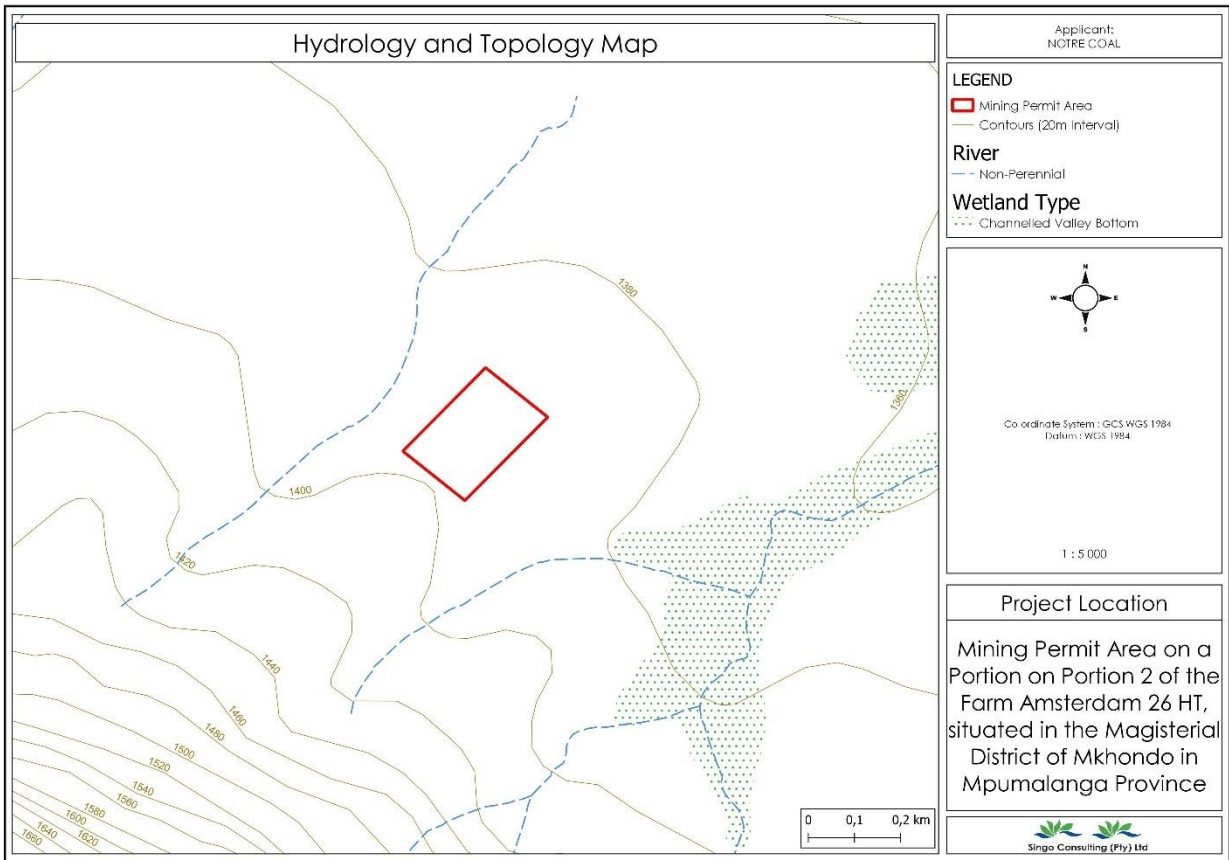 Hydrology and Topology Map
1380
1360
1400
1420
1440
1460
1480
1500
1520
1540
1560
1580
1600
1620
1640
1660
0 0,1 0,2 km
Applicant:
NOTRE COAL
LEGEND
Mining Permit Area
Contours (20m Interval)
River
Non-Perennial
Wetland Type
Channelled Valley Bottom
N
W E
S
Co ordinate System : GCS WGS 1984
Datum : WGS 1984
1 : 5 000
Project Location
Mining Permit Area on a
Portion on Portion 2 of the
Farm Amsterdam 26 HT,
situated in the Magisterial
District of Mkhondo in
Mpumalanga Province
Singo Consulting (Pty) Ltd